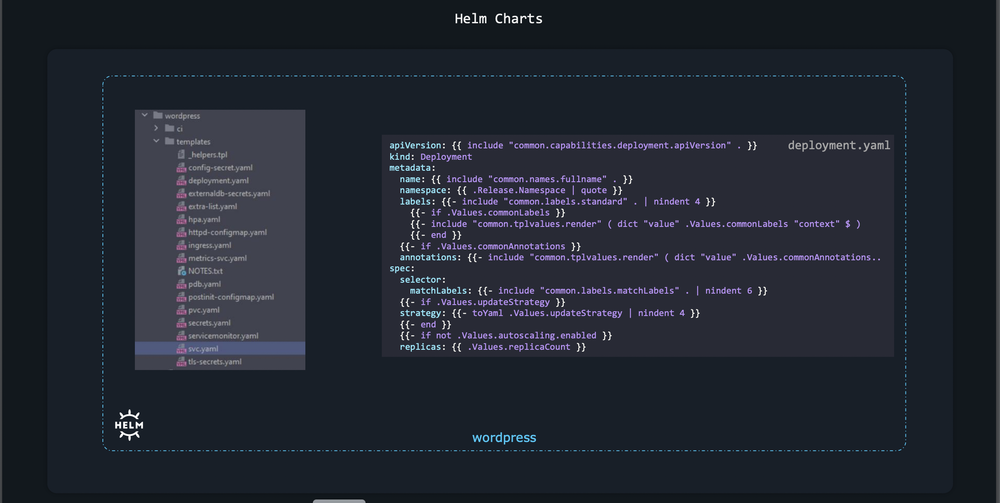 Helm Charts
wordpress
ci
templates
_helpers.tpl
config-secret.yaml
deployment.yaml
externaldb-secrets.yaml
extra-list.yaml
hpa.yaml
httpd-configmap.yaml
ingress.yaml
metrics-svc.yaml
NOTES.txt
pdb.yaml
postinit-configmap.yaml
pvc.yaml
secrets.yaml
servicemonitor.yaml
svc.yaml
tls-secrets.yaml
deployment.yaml
apiVersion: {{ include "common.capabilities.deployment.apiVersion" . }}
kind: Deployment
metadata:
  name: {{ include "common.names.fullname" . }}
  namespace: {{ .Release.Namespace | quote }}
  labels: {{- include "common.labels.standard" . | nindent 4 }}
    {{- if .Values.commonLabels }}
    {{- include "common.tplvalues.render" ( dict "value" .Values.commonLabels "context" $ )
    {{- end }}
  {{- if .Values.commonAnnotations }}
  annotations: {{- include "common.tplvalues.render" ( dict "value" .Values.commonAnnotations..
spec:
  selector:
    matchLabels: {{- include "common.labels.matchLabels" . | nindent 6 }}
  {{- if .Values.updateStrategy }}
  strategy: {{- toYaml .Values.updateStrategy | nindent 4 }}
  {{- end }}
  {{- if not .Values.autoscaling.enabled }}
  replicas: {{ .Values.replicaCount }}
HELM
wordpress